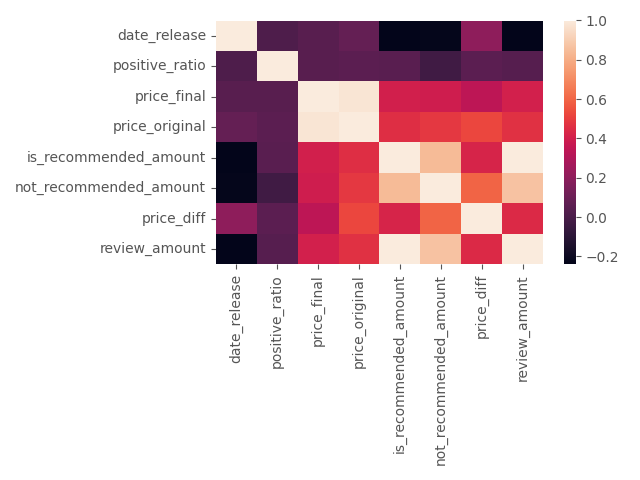 date_release
positive_ratio
price_final
price_original
is_recommended_amount
not_recommended_amount
price_diff
review_amount
1.0
0.8
0.6
0.4
0.2
0.0
−0.2
date_release
positive_ratio
price_final
price_original
is_recommended_amount
not_recommended_amount
price_diff
review_amount